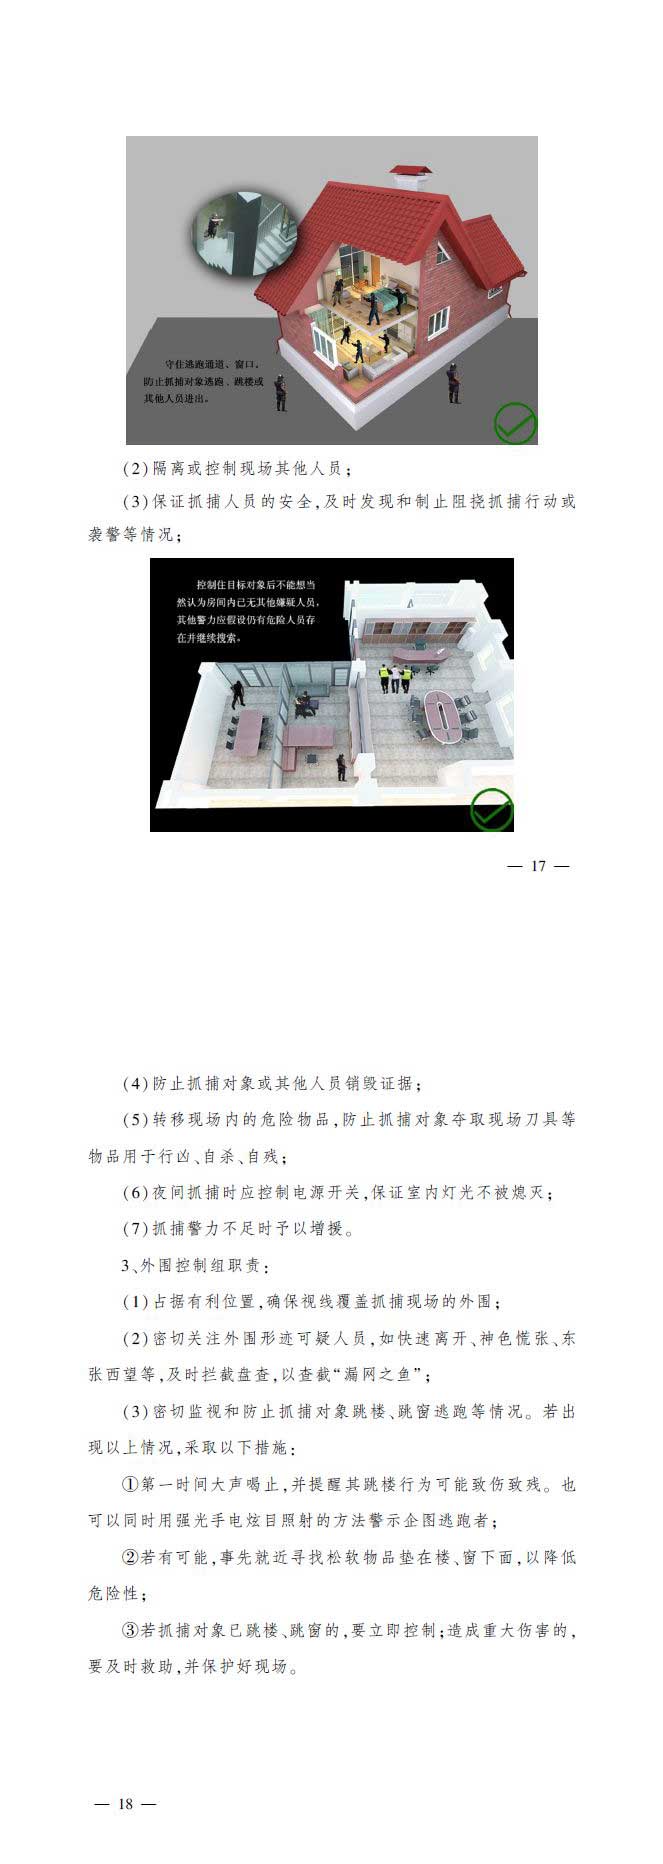 守住逃跑通道、窗口，
防止抓捕对象逃跑、跳楼或
其他人员进出。
(2)隔离或控制现场其他人员;
(3)保证抓捕人员的安全,及时发现和制止阻挠抓捕行动或
袭警等情况;
控制住目标对象后不能想当
然认为房间内已无其他嫌疑人员，
其他警力应假设仍有危险人员存
在并继续搜索。
— 17 —
(4)防止抓捕对象或其他人员销毁证据;
(5)转移现场内的危险物品,防止抓捕对象夺取现场刀具等
物品用于行凶、自杀、自残;
(6)夜间抓捕时应控制电源开关,保证室内灯光不被熄灭;
(7)抓捕警力不足时予以增援。
3、外围控制组职责:
(1)占据有利位置,确保视线覆盖抓捕现场的外围;
(2)密切关注外围形迹可疑人员,如快速离开、神色慌张、东
张西望等,及时拦截盘查,以查截“漏网之鱼”;
(3)密切监视和防止抓捕对象跳楼、跳窗逃跑等情况。若出
现以上情况,采取以下措施:
①第一时间大声喝止,并提醒其跳楼行为可能致伤致残。也
可以同时用强光手电炫目照射的方法警示企图逃跑者;
②若有可能,事先就近寻找松软物品垫在楼、窗下面,以降低
危险性;
③若抓捕对象已跳楼、跳窗的,要立即控制;造成重大伤害的,
要及时救助,并保护好现场。
— 18 —